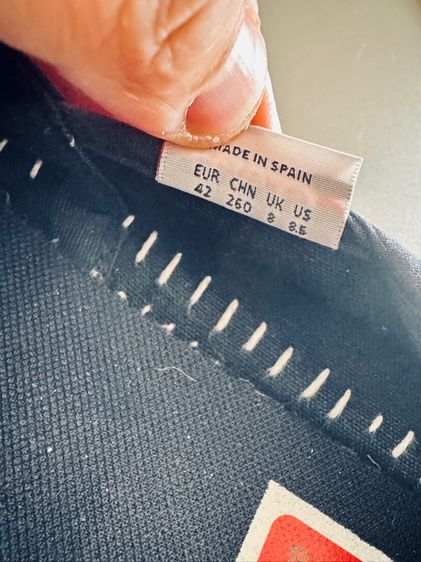 MADE IN SPAIN
EUR CHN UK US
42 260 8 8.5